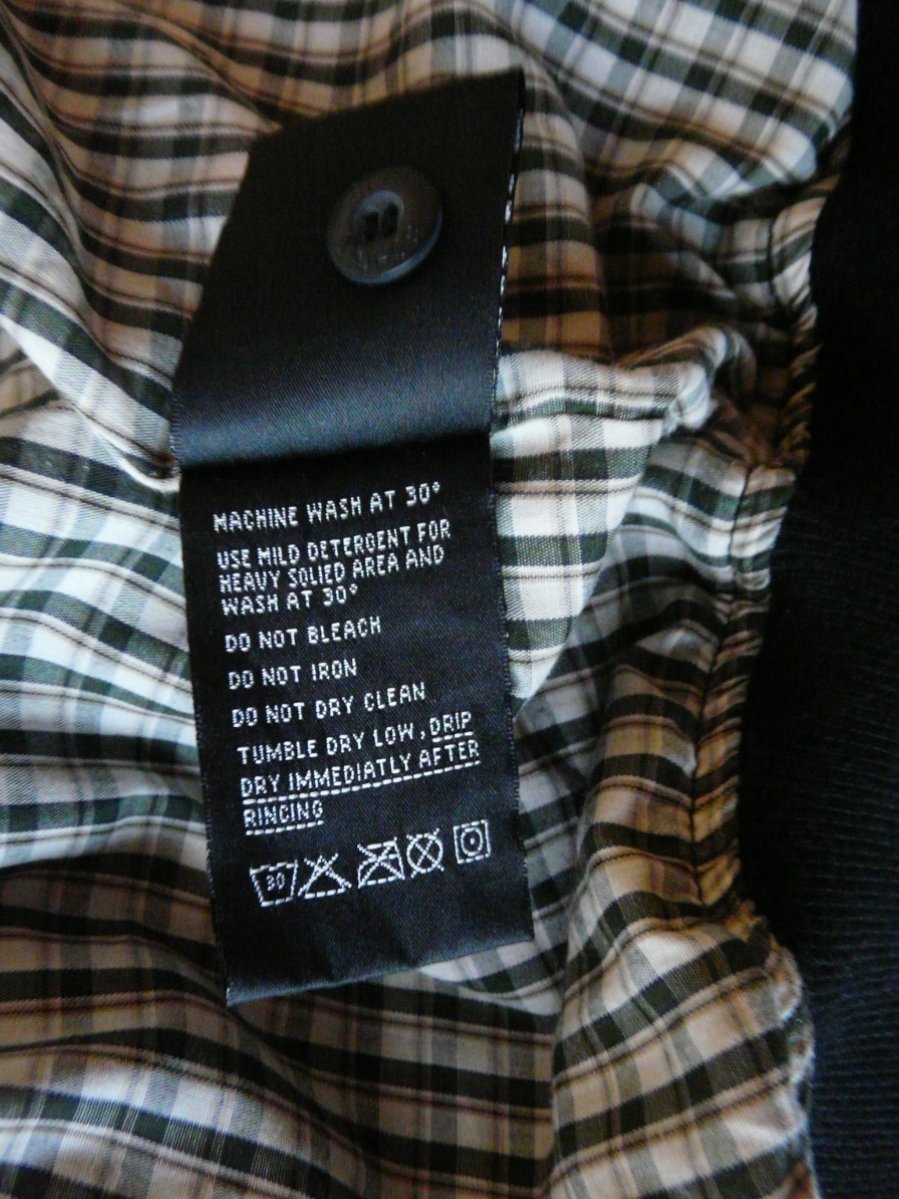 MACHINE WASH AT 30°
USE MILD DETERGENT FOR
HEAVY SOLIED AREA AND
WASH AT 30°
DO NOT BLEACH
DO NOT IRON
DO NOT DRY CLEAN
TUMBLE DRY LOW, DRIP
DRY IMMEDIATLY AFTER
RINCING
30